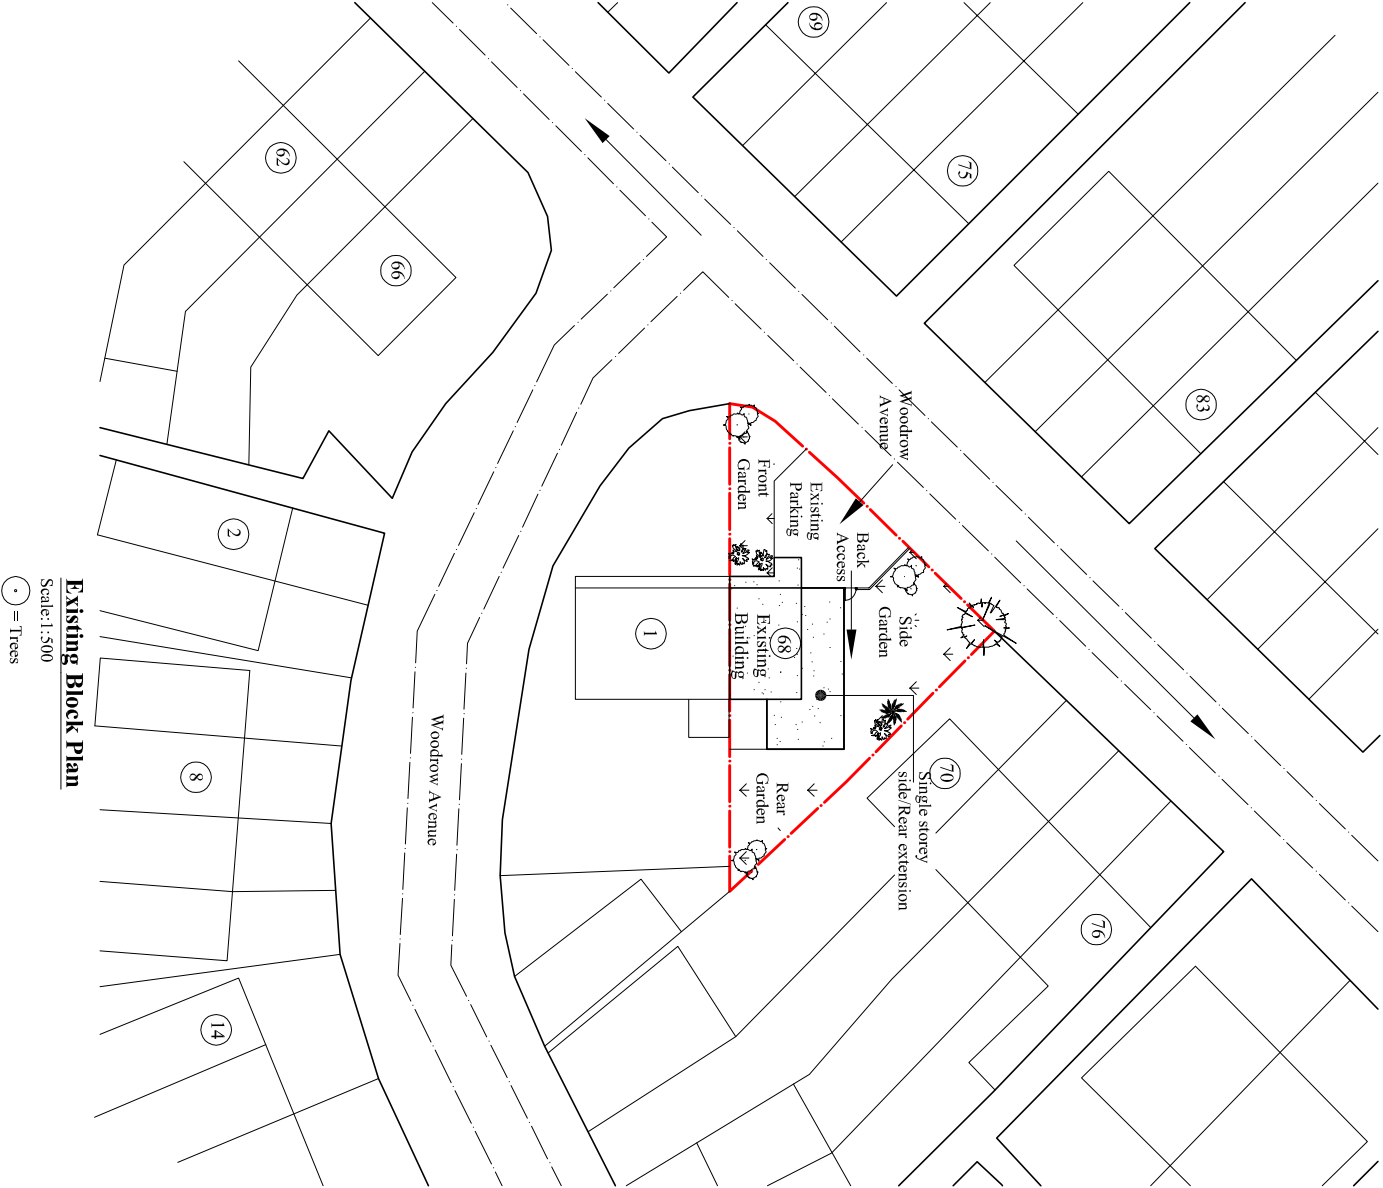 69
75
83
62
66
Woodrow
Avenue
Front
Garden
Existing
Parking
Back
Access
Side
Garden
2
1
68
Existing
Building
Woodrow Avenue
8
70
Single storey
side/Rear extension
Rear
Garden
76
14
Existing Block Plan
Scale:1:500
= Trees